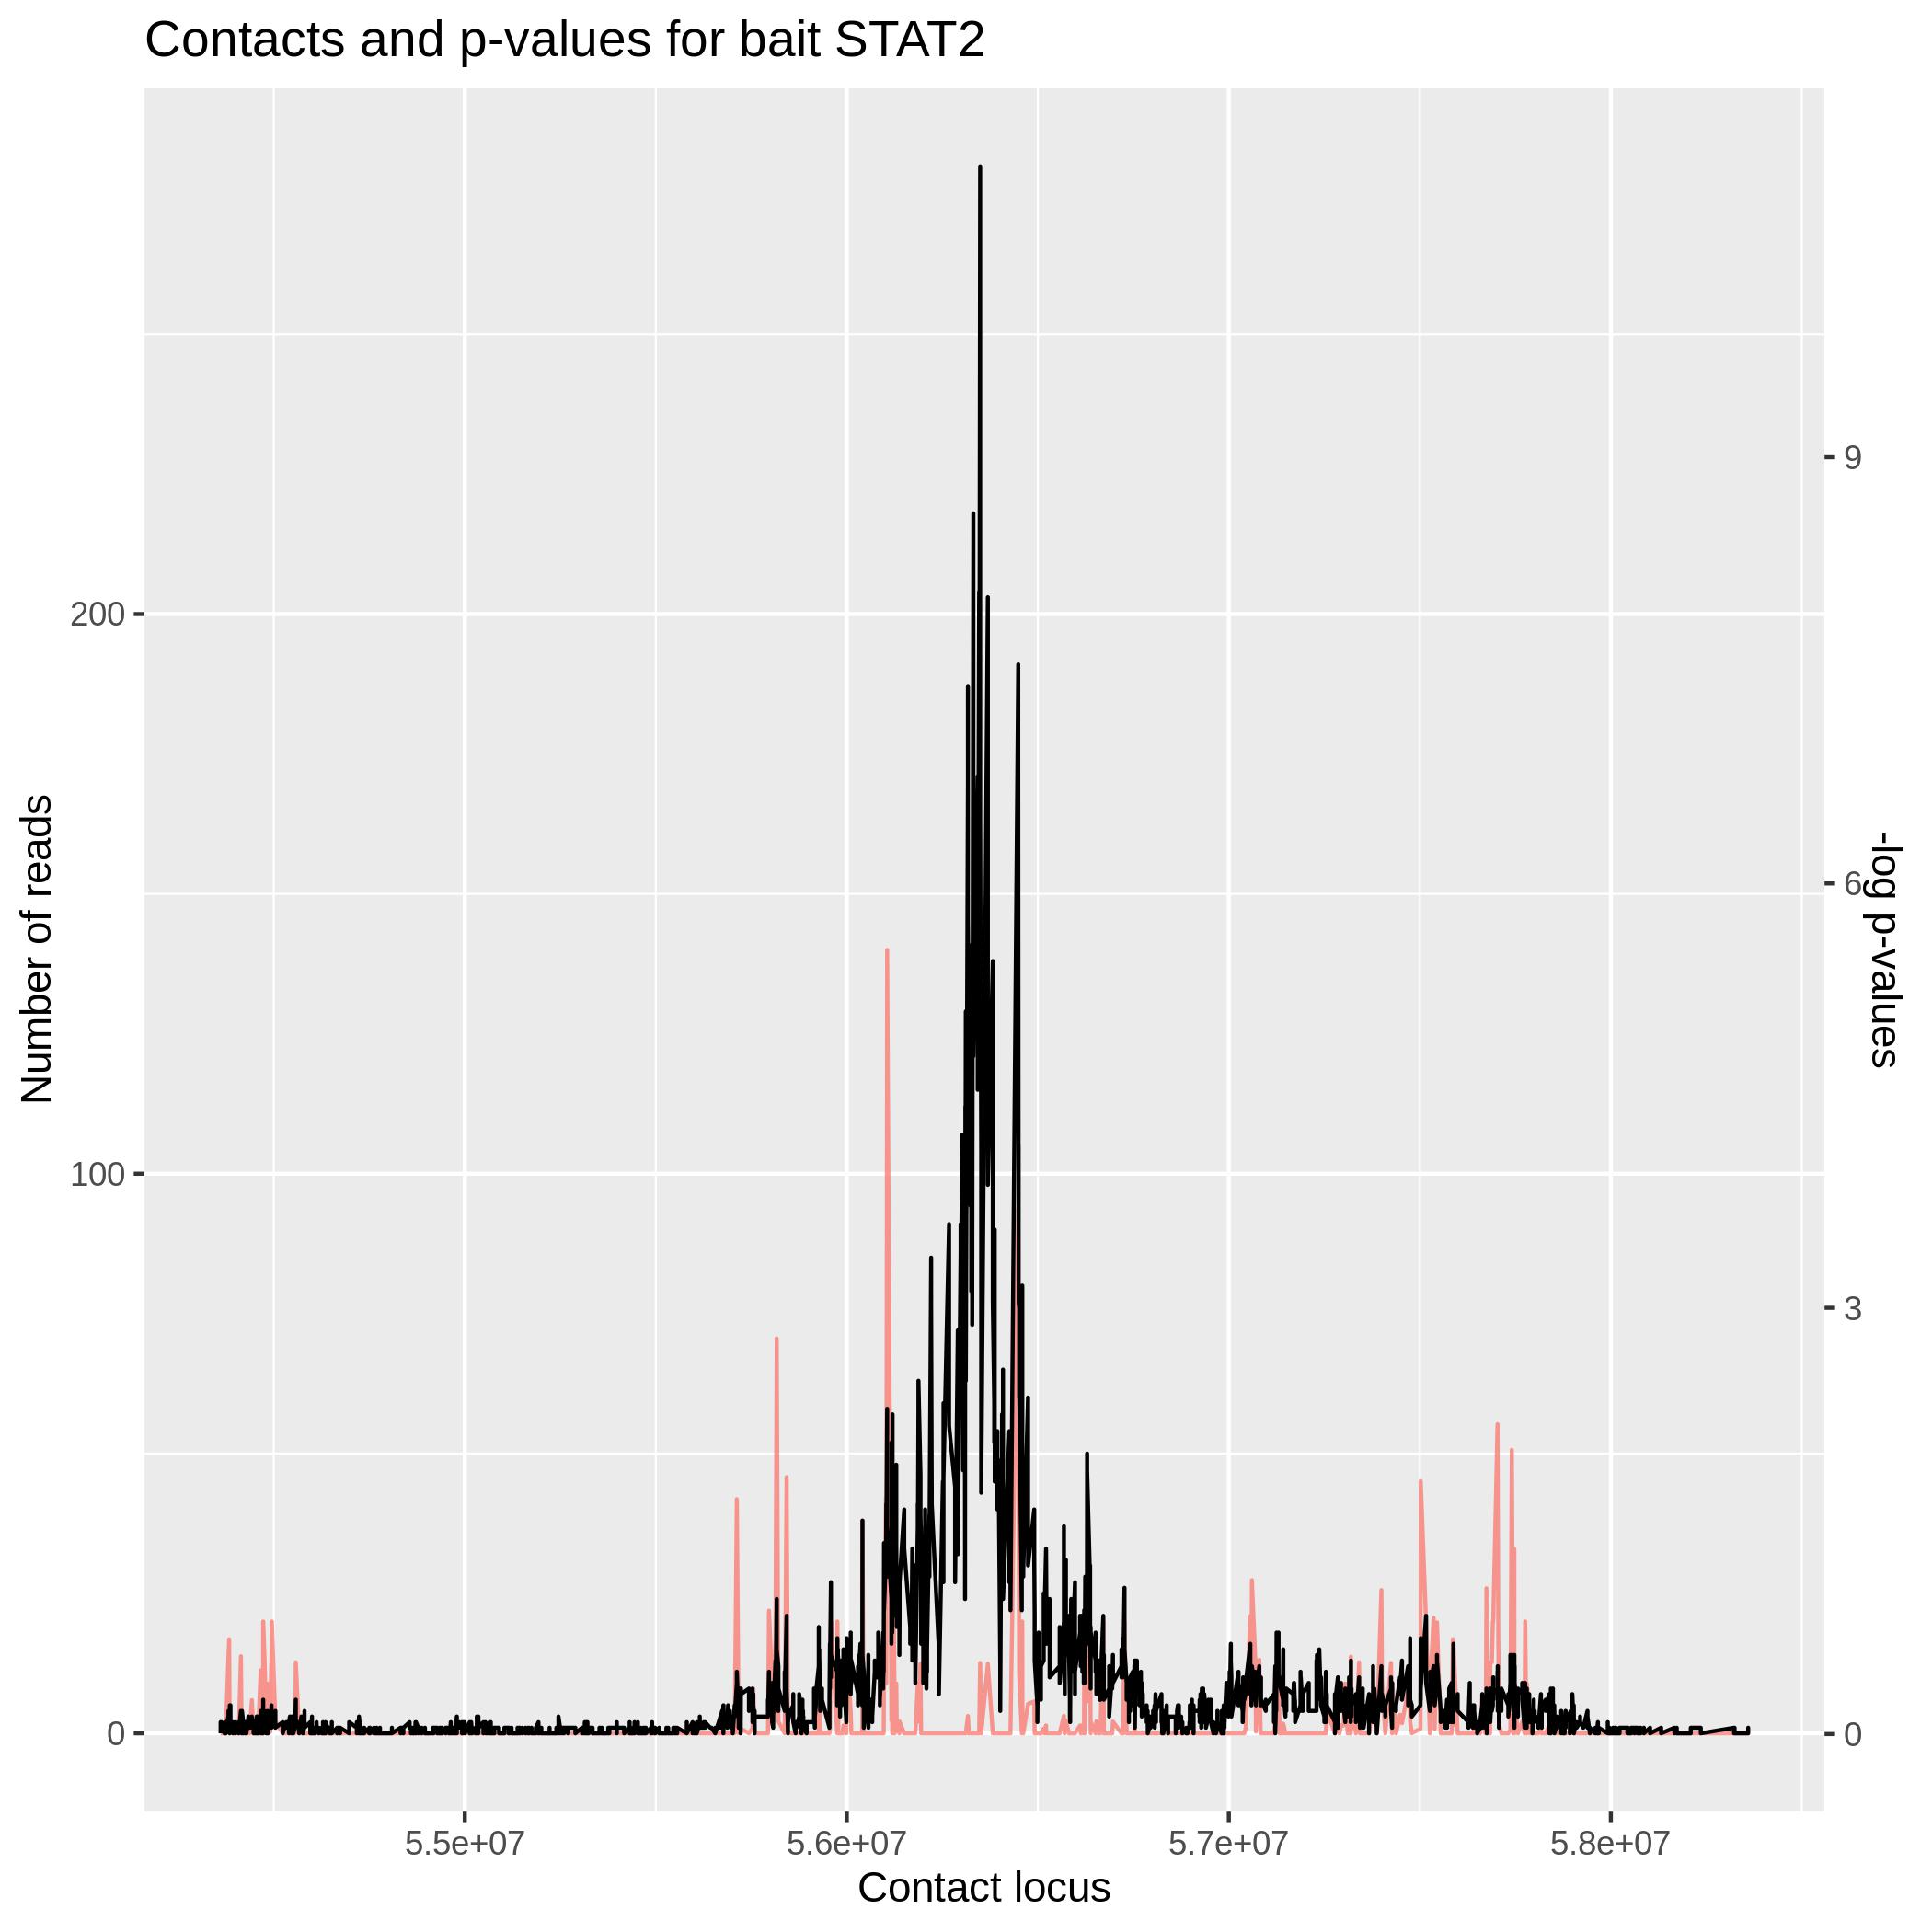 Contacts and p-values for bait STAT2
Number of reads
200
100
0
9
6
3
0
-log p-values
5.5e+07
5.6e+07
5.7e+07
5.8e+07
Contact locus